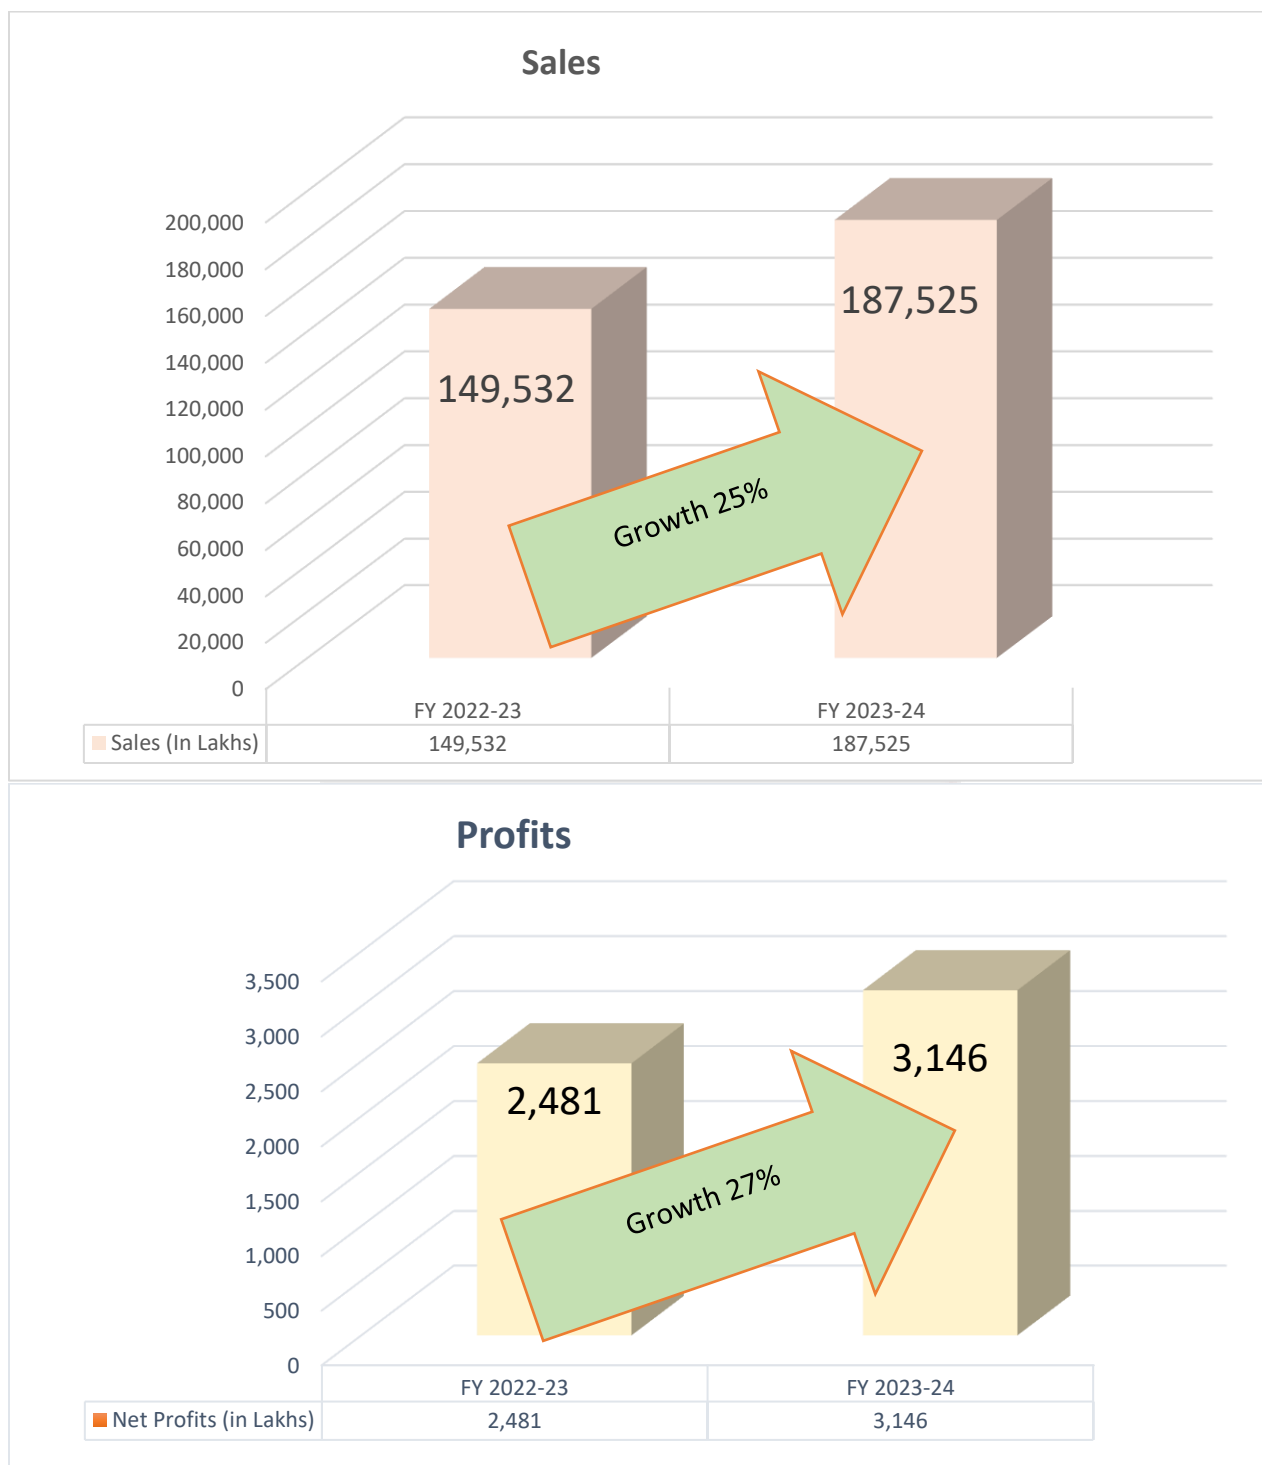 Sales
200,000
180,000
160,000
140,000
120,000
100,000
80,000
60,000
40,000
20,000
0
149,532
187,525
Growth 25%
FY 2022-23 FY 2023-24
Sales (In Lakhs) 149,532 187,525
Profits
3,500
3,000
2,500
2,000
1,500
1,000
500
0
2,481
3,146
Growth 27%
FY 2022-23 FY 2023-24
Net Profits (in Lakhs) 2,481 3,146